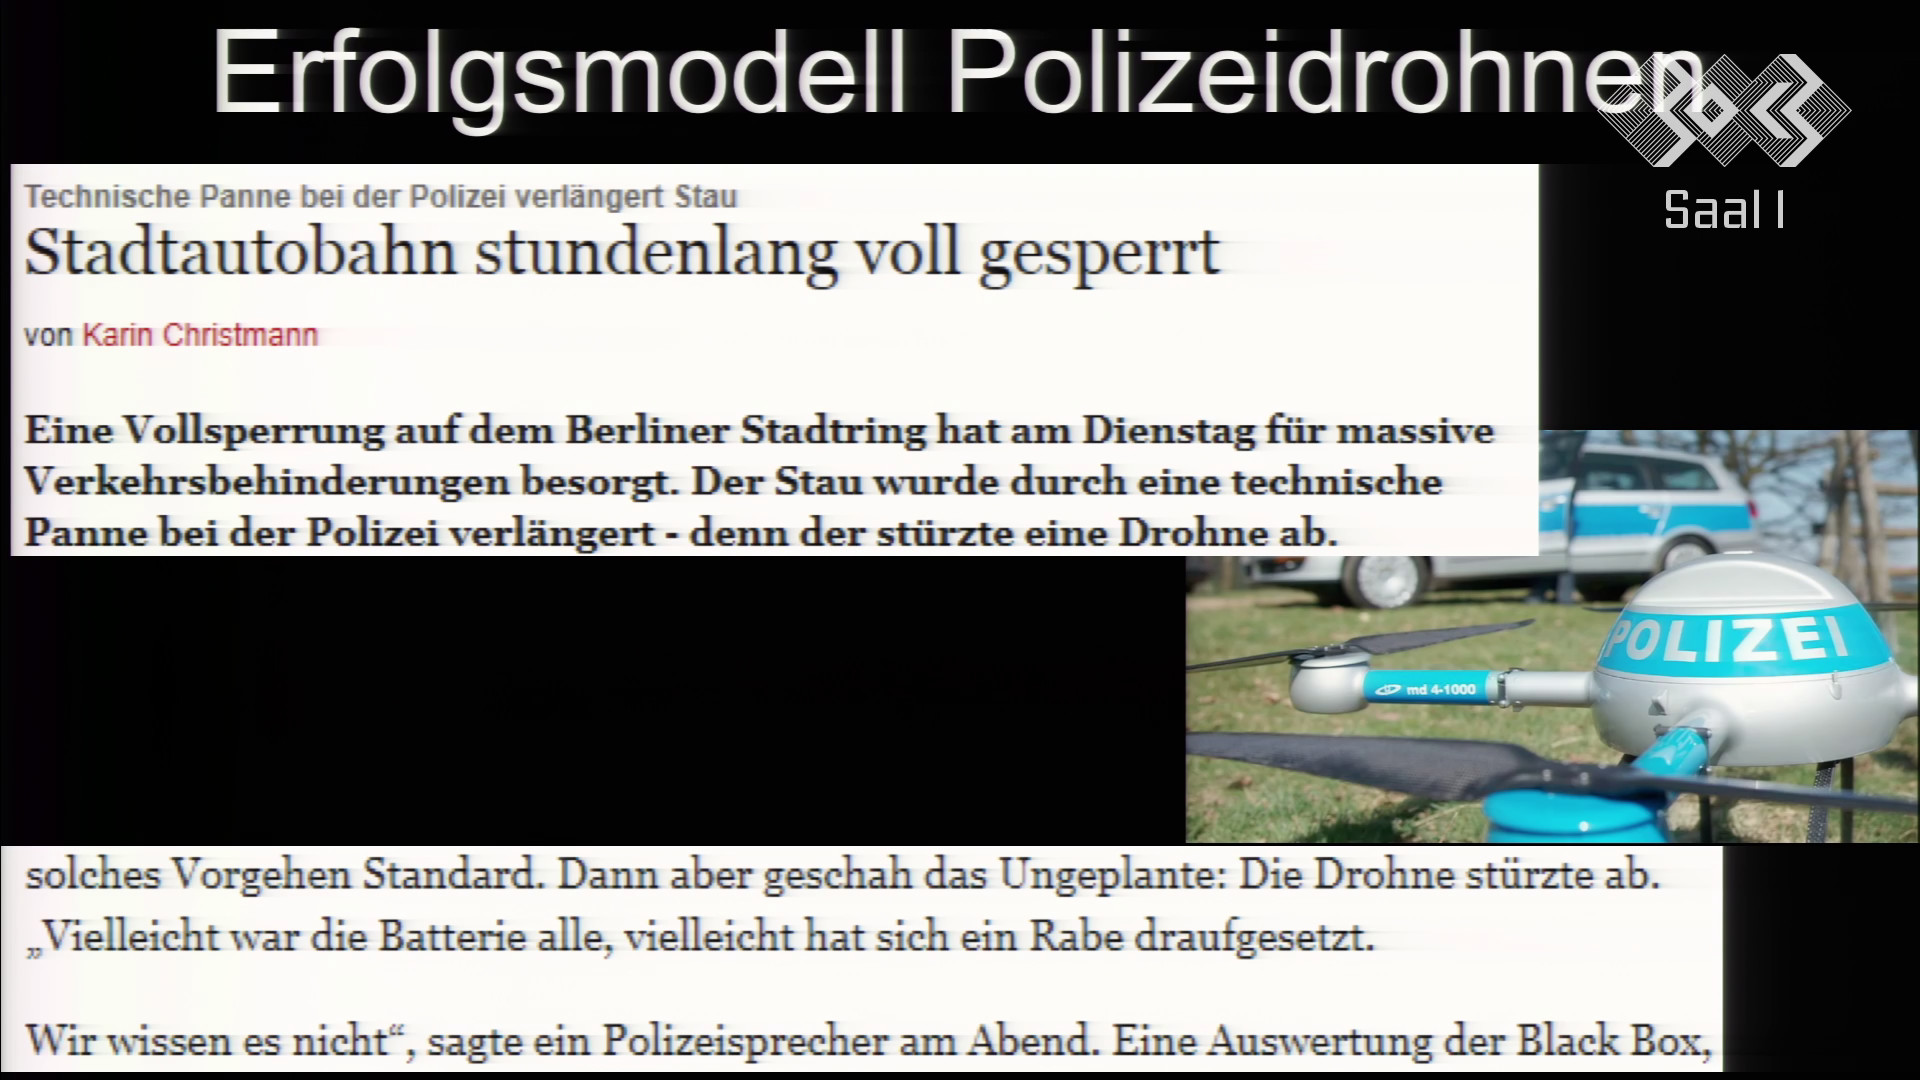 Erfolgsmodell Polizeidrohnen
30C3
Saal 1
Technische Panne bei der Polizei verlängert Stau
Stadtautobahn stundenlang voll gesperrt
von Karin Christmann
Eine Vollsperrung auf dem Berliner Stadtring hat am Dienstag für massive
Verkehrsbehinderungen besorgt. Der Stau wurde durch eine technische
Panne bei der Polizei verlängert - denn der stürzte eine Drohne ab.
POLIZEI
md 4-1000
solches Vorgehen Standard. Dann aber geschah das Ungeplante: Die Drohne stürzte ab.
„Vielleicht war die Batterie alle, vielleicht hat sich ein Rabe draufgesetzt.
Wir wissen es nicht“, sagte ein Polizeisprecher am Abend. Eine Auswertung der Black Box,